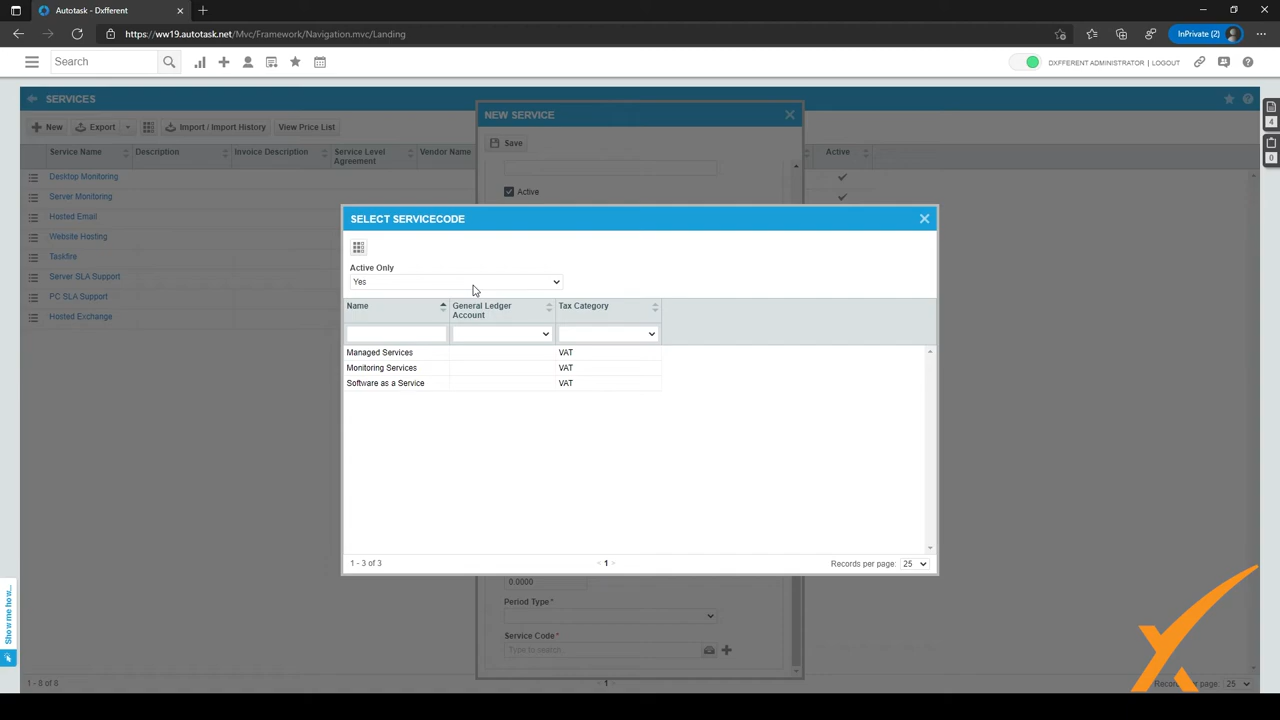 Autotask - Dxfferent
https://ww19.autotask.net/Mvc/Framework/Navigation.mvc/Landing
InPrivate (2)
Search
DXFFERENT ADMINISTRATOR | LOGOUT
SERVICES
New
Export
Import / Import History
View Price List
Service Name
Description
Invoice Description
Service Level
Agreement
Vendor Name
Active
Desktop Monitoring
Server Monitoring
Hosted Email
Website Hosting
Taskfire
Server SLA Support
PC SLA Support
Hosted Exchange
NEW SERVICE
Save
Active
SELECT SERVICECODE
Active Only
Yes
Name
General Ledger
Account
Tax Category
Managed Services VAT
Monitoring Services VAT
Software as a Service VAT
1 - 3 of 3
< 1 >
Records per page: 25
0.0000
Period Type*
Service Code*
Type to search...
Show me how...
4
0
1 - 8 of 8
< 1 >
Records per page: 25